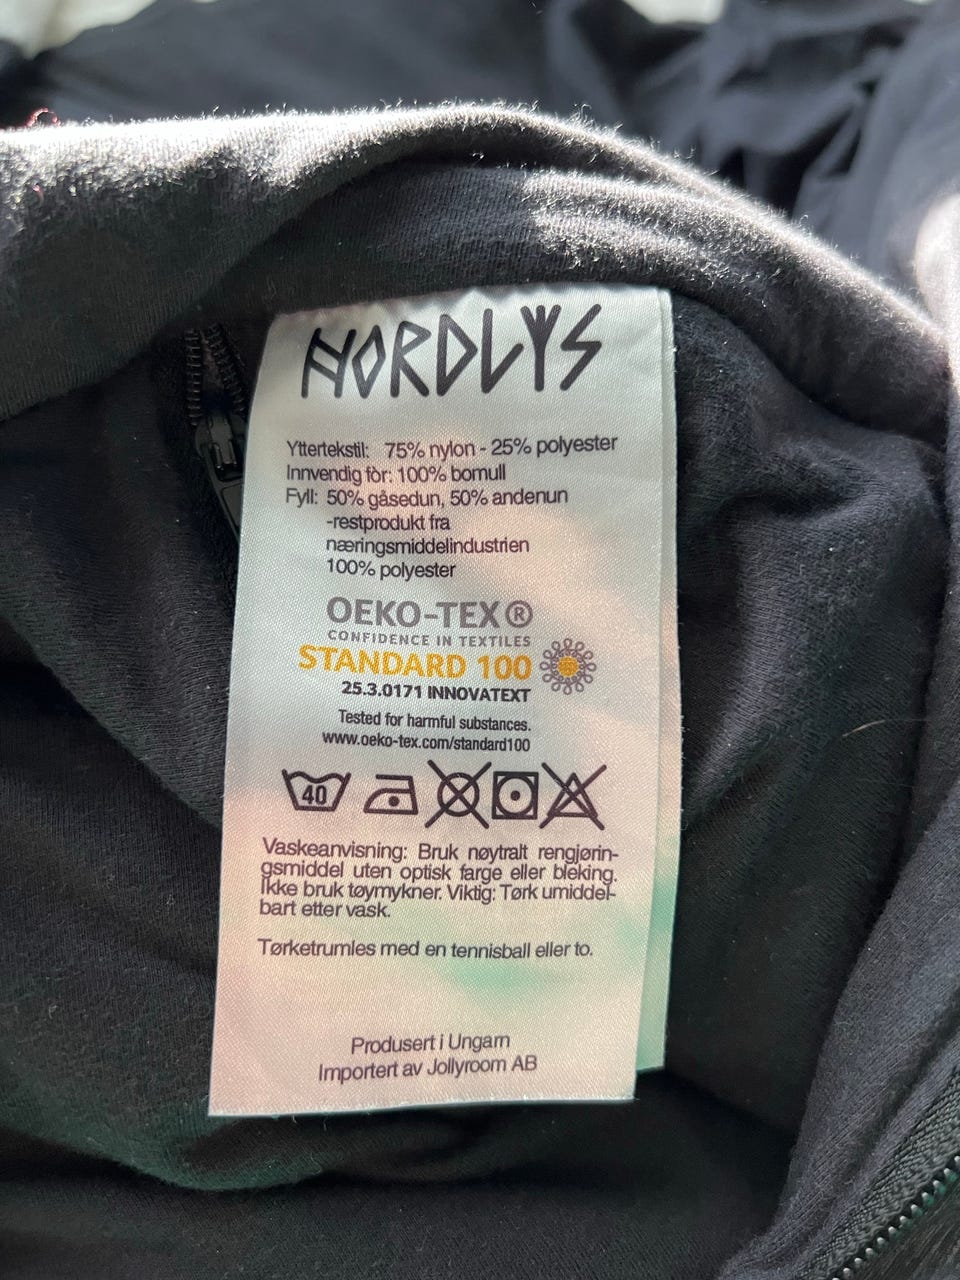 NORDLYS
Yttertekstil: 75% nylon - 25% polyester
Innvendig fòr: 100% bomull
Fyll: 50% gåsedun, 50% andenun
-restprodukt fra
næringsmiddelindustrien
100% polyester
OEKO-TEX®
CONFIDENCE IN TEXTILES
STANDARD 100
25.3.0171 INNOVATEXT
Tested for harmful substances.
www.oeko-tex.com/standard100
40
Vaskeanvisning: Bruk nøytralt rengjørin-
gsmiddel uten optisk farge eller bleking.
Ikke bruk tøymykner. Viktig: Tørk umiddel-
bart etter vask.
Tørketrumles med en tennisball eller to.
Produsert i Ungarn
Importert av Jollyroom AB